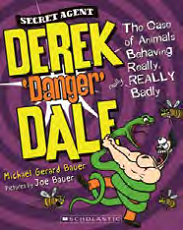 SECRET AGENT
DEREK
'Danger'
DALE
The Case
of Animals
Behaving
Really,
really, REALLY
Badly
Michael Gerard Bauer
Pictures by Joe Bauer
SCHOLASTIC